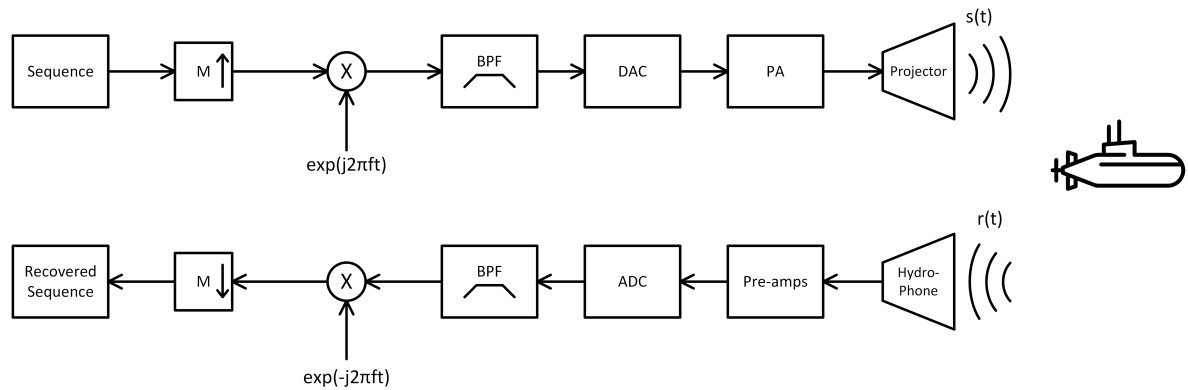 s(t)
Sequence
M
X
BPF
DAC
PA
Projector
exp(j2πft)
r(t)
Recovered
Sequence
M
X
BPF
ADC
Pre-amps
Hydro-
Phone
exp(-j2πft)